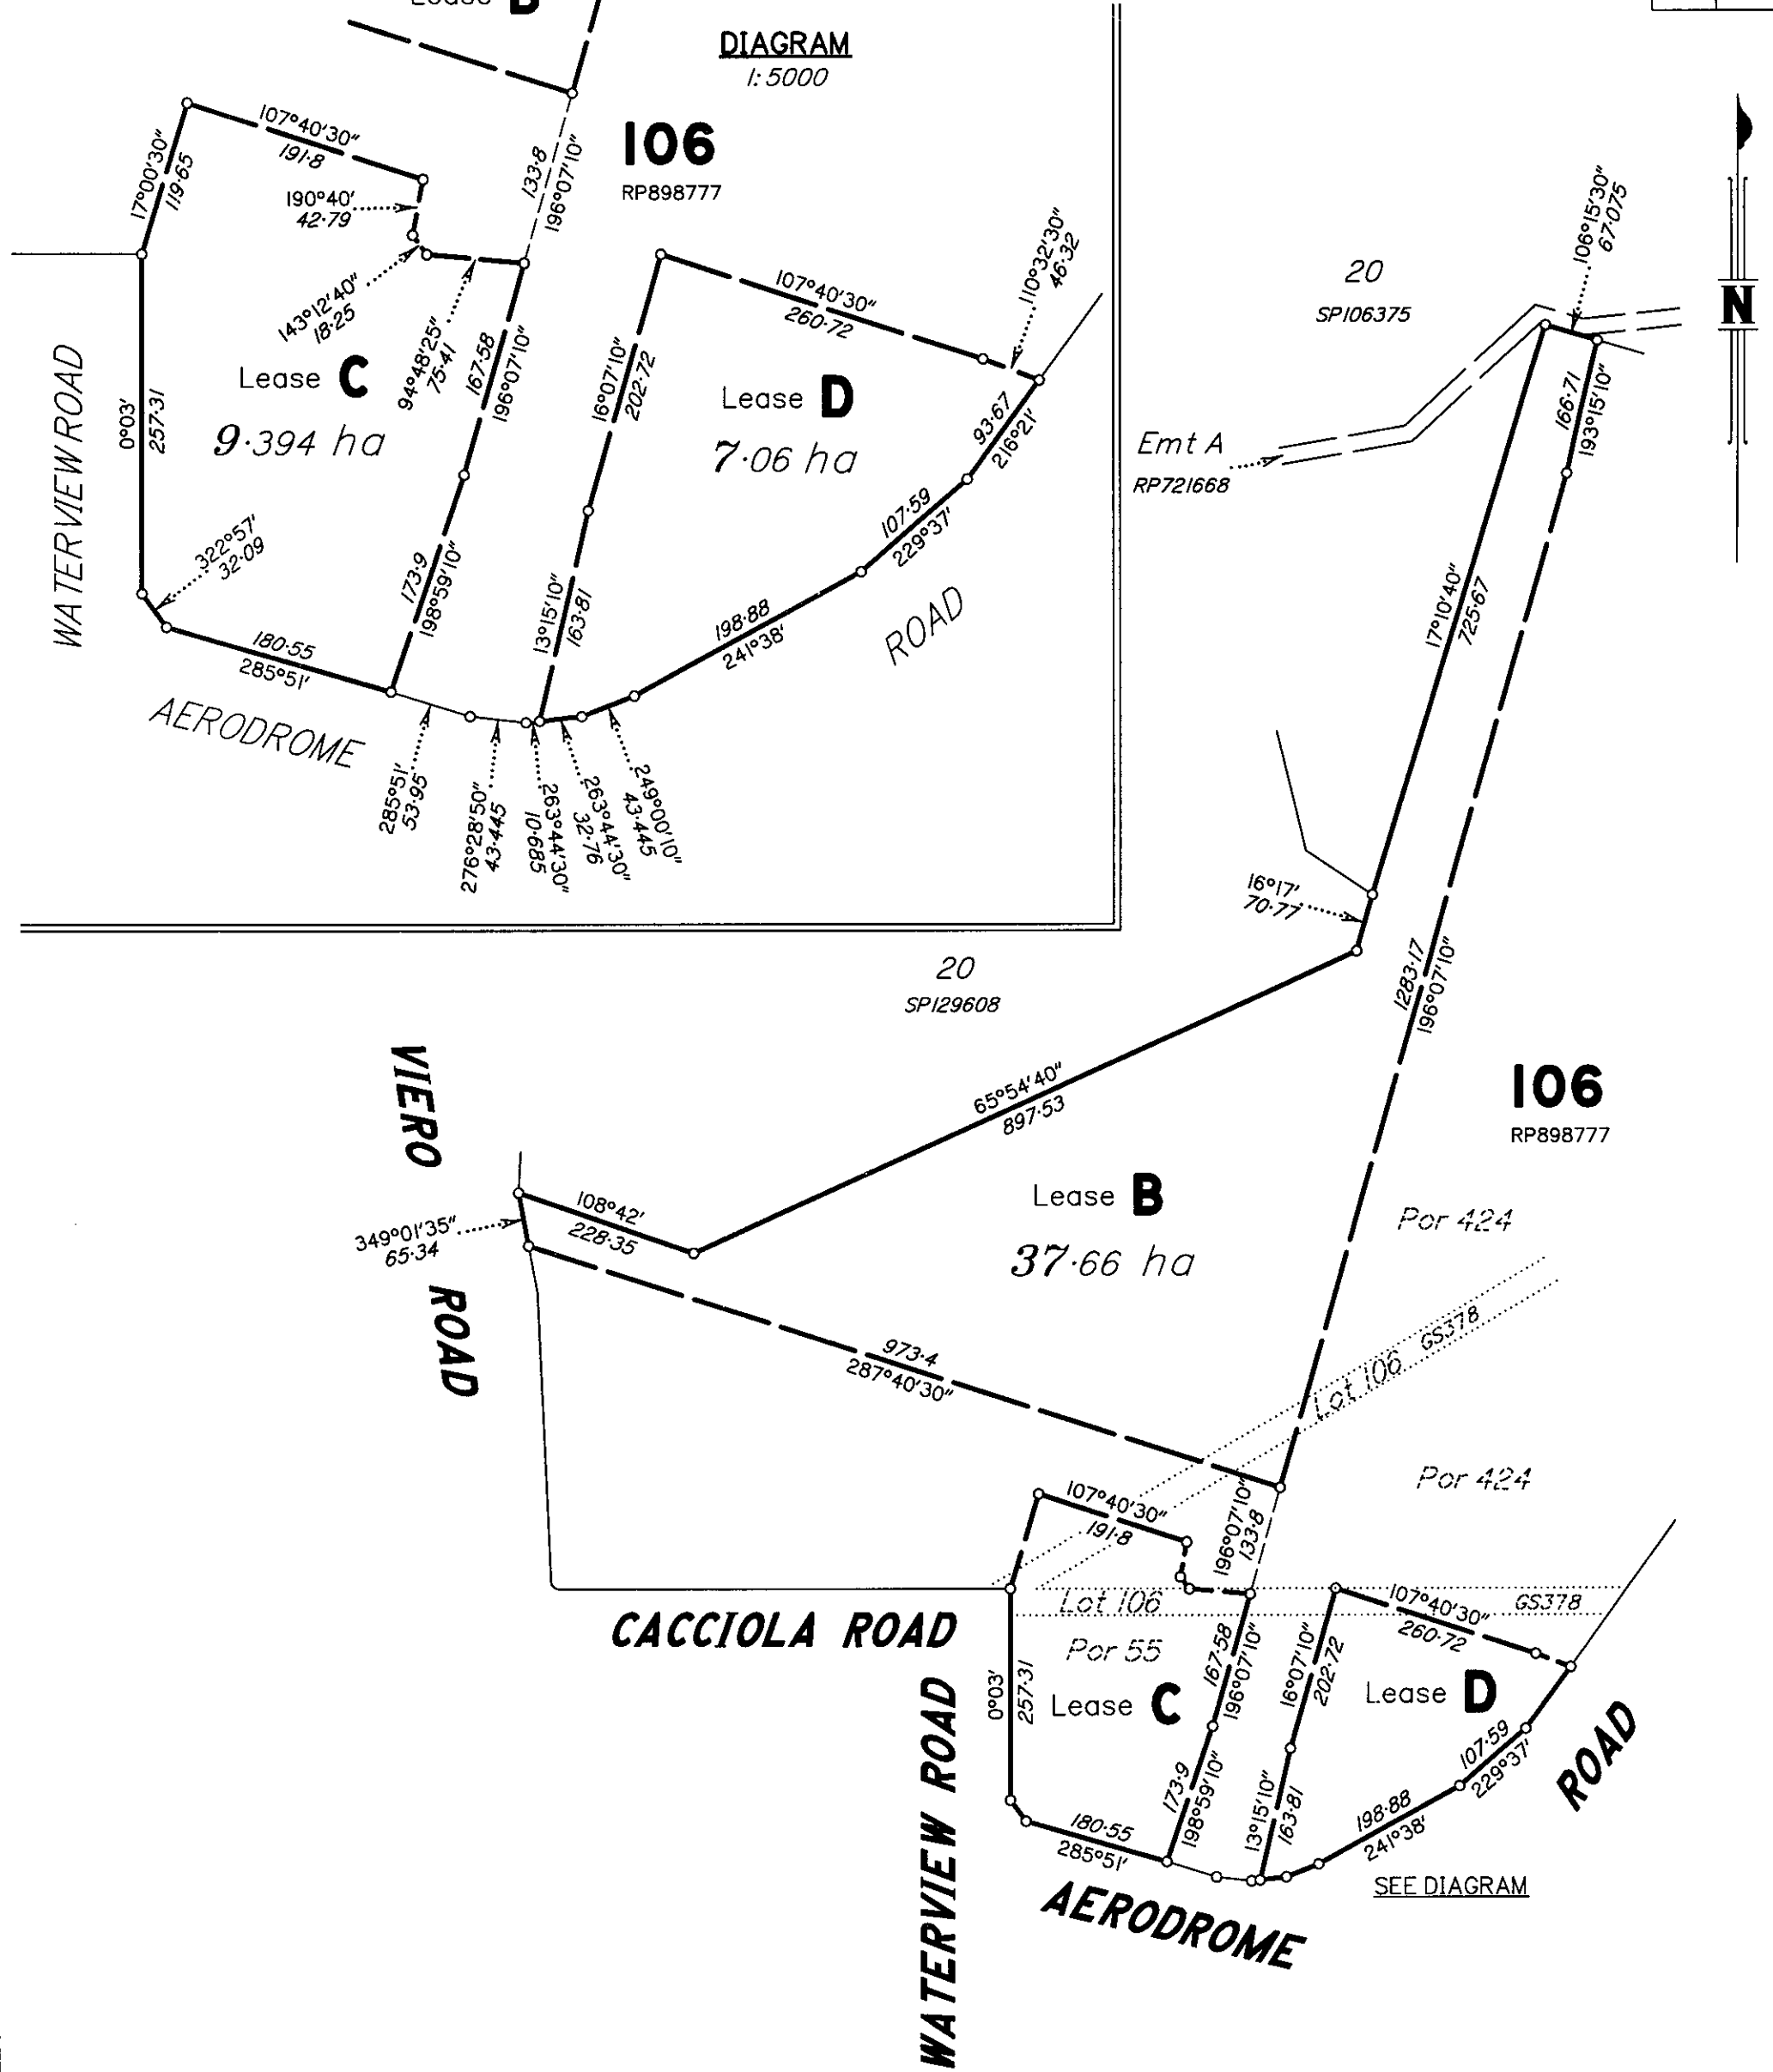 Lease B
DIAGRAM
1:5000
106
RP898777
107°40'30"
191·8
17°00'30"
119·65
190°40'
42·79
133·8
196°07'10"
143°12'40"
18·25
94°48'25"
75·41
167·58
196°07'10"
Lease C
9·394 ha
WATERVIEW ROAD
0°03'
257·31
322°57'
32·09
173·9
198°59'10"
180·55
285°51'
AERODROME
16°07'10"
202·72
107°40'30"
260·72
110°32'30"
46·32
Lease D
7·06 ha
93·67
216°21'
107·59
229°37'
13°15'10"
163·81
198·88
241°38'
ROAD
285°51'
53·95
276°28'50"
43·445
263°44'30"
10·685
263°44'30"
32·76
249°00'10"
43·445
20
SP106375
106°15'30"
67·075
N
Emt A
RP721668
166·71
193°15'10"
17°10'40"
725·67
16°17'
70·77
1283·17
196°07'10"
20
SP129608
VIERO
ROAD
65°54'40"
897·53
106
RP898777
Lease B
37·66 ha
Por 424
108°42'
228·35
349°01'35"
65·34
973·4
287°40'30"
Lot 106 GS378
Por 424
107°40'30"
191·8
196°07'10"
133·8
CACCIOLA ROAD
Lot 106
GS378
Por 55
107°40'30"
260·72
167·58
196°07'10"
16°07'10"
202·72
0°03'
257·31
Lease C
Lease D
WATERVIEW ROAD
173·9
198°59'10"
13°15'10"
163·81
107·59
229°37'
198·88
241°38'
180·55
285°51'
ROAD
SEE DIAGRAM
AERODROME